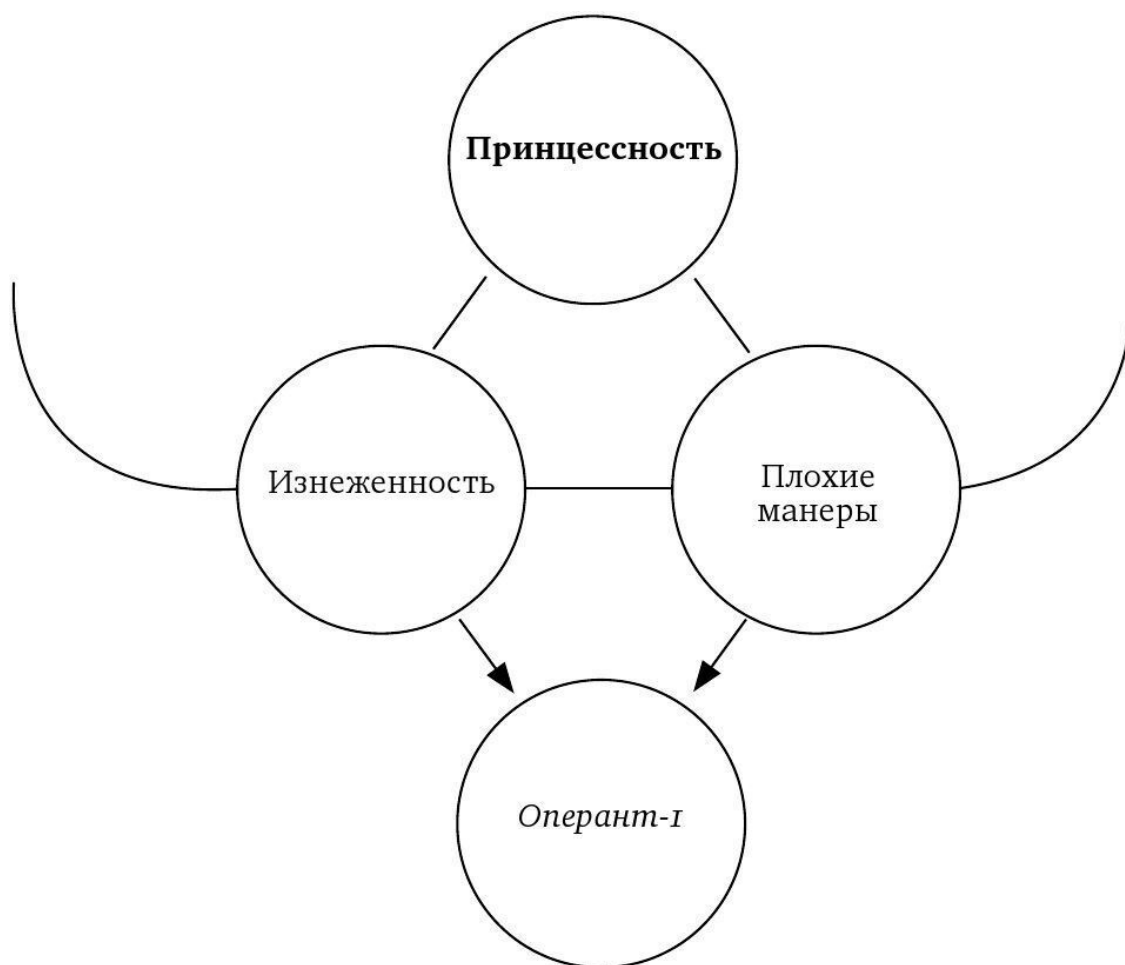 Принцессность
Изнеженность
Плохие
манеры
Оперант-1